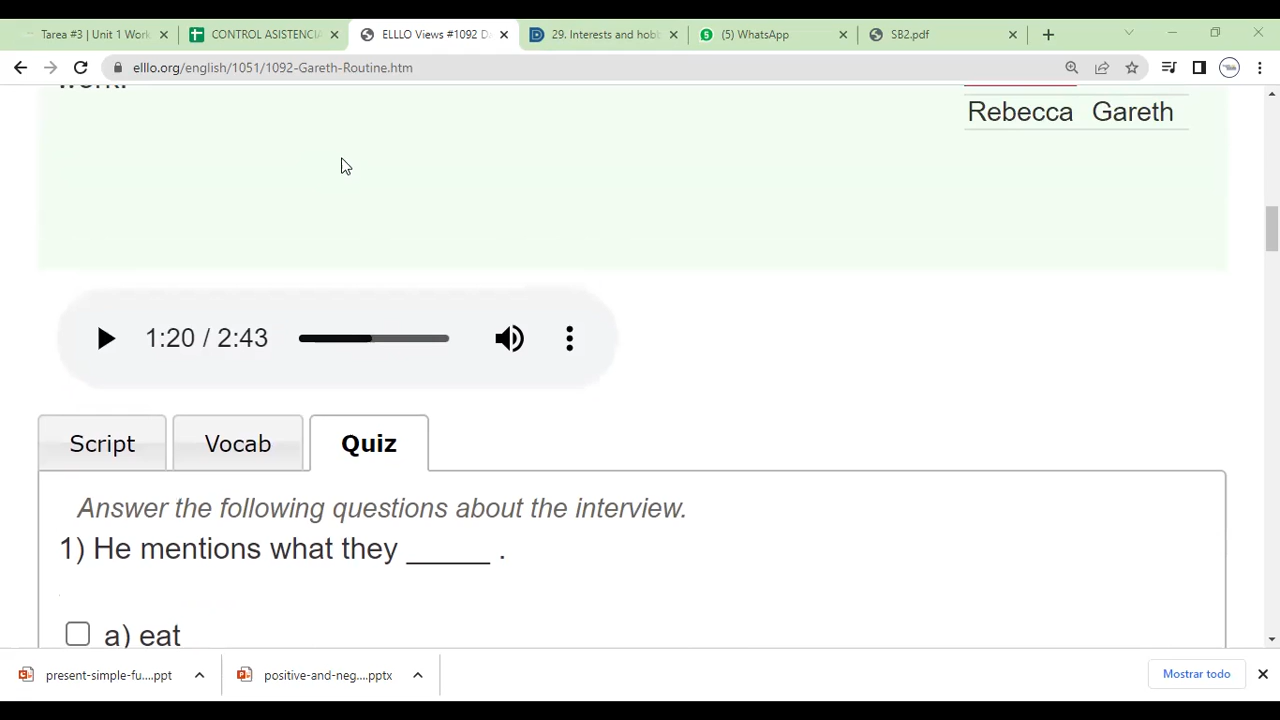 Tarea #3 | Unit 1 Work
CONTROL ASISTENCIA
ELLLO Views #1092 D
29. Interests and hobb
(5) WhatsApp
SB2.pdf
elllo.org/english/1051/1092-Gareth-Routine.htm
Rebecca Gareth
1:20 / 2:43
Script
Vocab
Quiz
Answer the following questions about the interview.
1) He mentions what they ______ .
a) eat
present-simple-fu....ppt
positive-and-neg....pptx
Mostrar todo